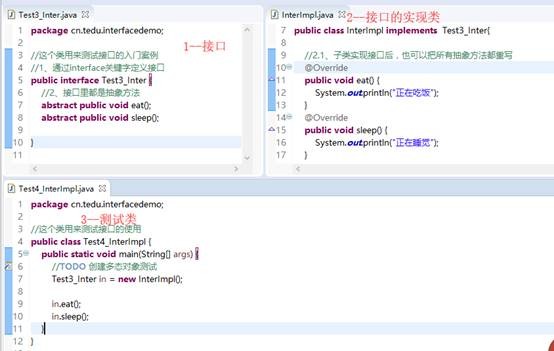 Test3_Inter.java
1 package cn.tedu.interfacedemo;
2
3 //这个类用来测试接口的入门案例
4 //1、通过interface关键字定义接口
5 public interface Test3_Inter {
6 //2、接口里都是抽象方法
7 abstract public void eat();
8 abstract public void sleep();
9
10 }
1--接口
InterImpl.java
2--接口的实现类
7 public class InterImpl implements Test3_Inter{
8
9 //2.1、子类实现接口后，也可以把所有抽象方法都重写
10 @Override
11 public void eat() {
12 System.out.println("正在吃饭");
13 }
14 @Override
15 public void sleep() {
16 System.out.println("正在睡觉");
17 }
Test4_InterImpl.java
1 package cn.tedu.interfacedemo;
2 3--测试类
3 //这个类用来测试接口的使用
4 public class Test4_InterImpl {
5 public static void main(String[] args) {
6 //TODO 创建多态对象测试
7 Test3_Inter in = new InterImpl();
8
9 in.eat();
10 in.sleep();
11 }
12 }